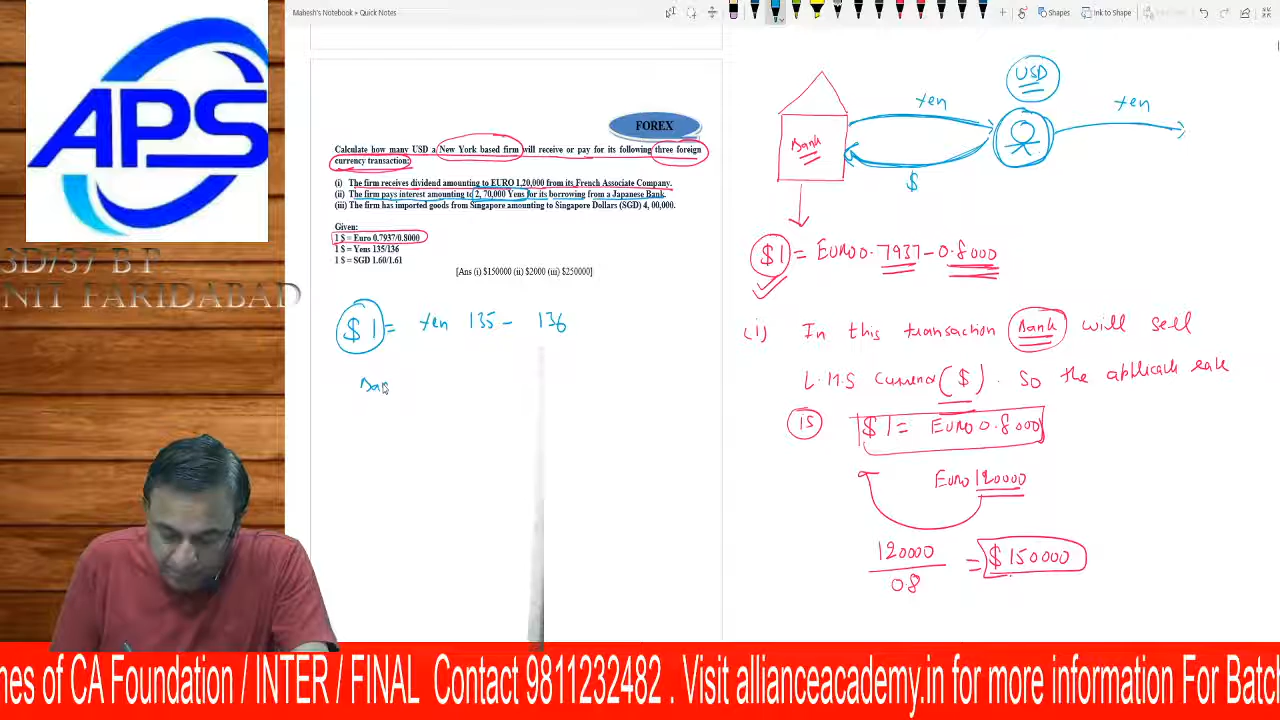 Mahesh's Notebook » Quick Notes
Shapes
Ink to Shape
APS
3D/37 B.P.
NIT FARIDABAD
FOREX
Calculate how many USD a New York based firm will receive or pay for its following three foreign
currency transaction:
(i) The firm receives dividend amounting to EURO 1,20,000 from its French Associate Company.
(ii) The firm pays interest amounting to 2, 70,000 Yens for its borrowing from a Japanese Bank.
(iii) The firm has imported goods from Singapore amounting to Singapore Dollars (SGD) 4, 00,000.
Given:
1 $ = Euro 0.7937/0.8000
1 $ = Yens 135/136
1 $ = SGD 1.60/1.61
[Ans (i) $150000 (ii) $2000 (iii) $250000]
$1 = Yen 135 - 136
Ban
USD
Yen
Yen
Bank
$
$1 = EURO 0.7937 - 0.8000
(i) In this transaction Bank will sell
L.H.S currency ($). So the applicable rate
is $1 = EURO 0.8000
Euro 120000
120000
0.8
= $150000
nes of CA Foundation / INTER / FINAL Contact 9811232482 . Visit allianceacademy.in for more information For Batc